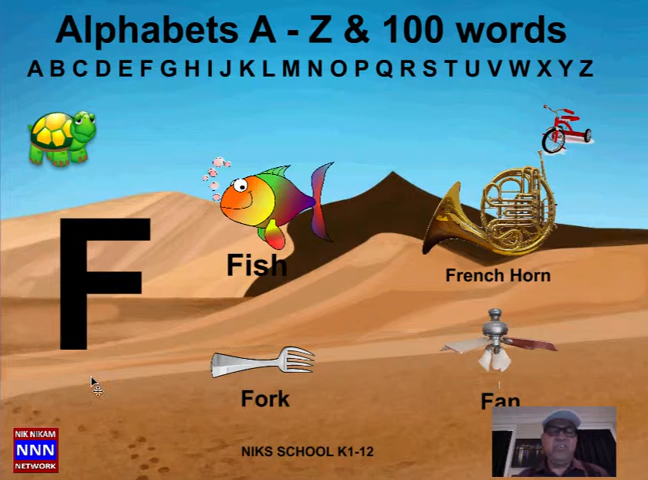 Alphabets A - Z & 100 words
A B C D E F G H I J K L M N O P Q R S T U V W X Y Z
F
Fish
French Horn
Fork
Fan
NIKS SCHOOL K1-12
NIK NIKAM
NNN
NETWORK